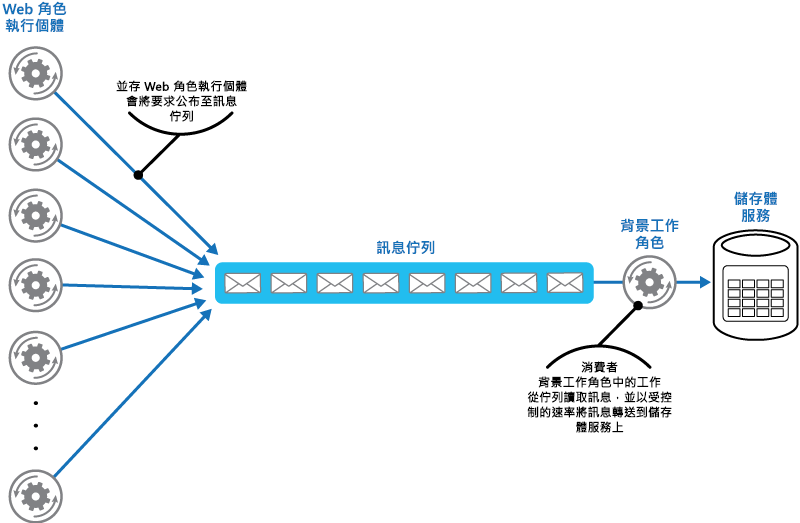 Web 角色
執行個體
並存 Web 角色執行個體
會將要求公布至訊息
佇列
訊息佇列
背景工作
角色
儲存體
服務
消費者
背景工作角色中的工作
從佇列讀取訊息，並以受控
制的速率將訊息轉送到儲存
體服務上